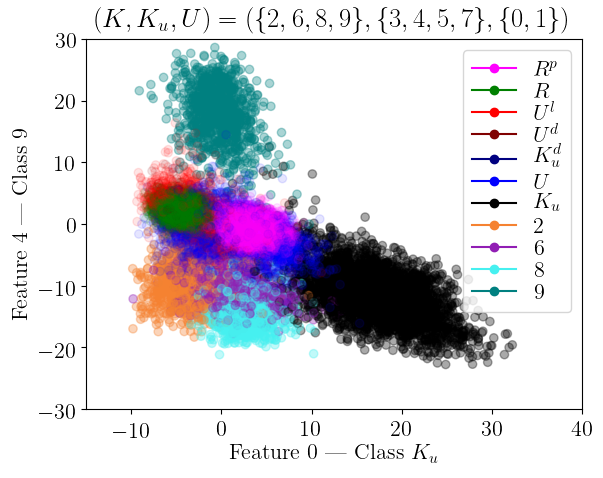 (K, K_u, U) = ({2, 6, 8, 9}, {3, 4, 5, 7}, {0, 1})
30
20
10
0
−10
−20
−30
Feature 4 — Class 9
R^p
R
U^l
U^d
K_u^d
U
K_u
2
6
8
9
−10
0
10
20
30
40
Feature 0 — Class K_u